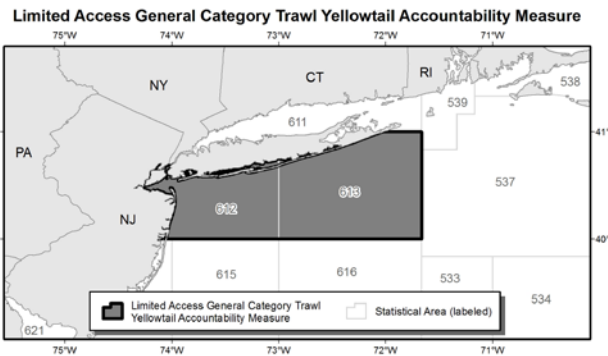 Limited Access General Category Trawl Yellowtail Accountability Measure
75°W 74°W 73°W 72°W 71°W
NY CT RI 538
539
611
41°
PA
537
613
612
NJ
40°
615 616 533
534
Limited Access General Category Trawl
Yellowtail Accountability Measure
Statistical Area (labeled)
621
75°W 74°W 73°W 72°W 71°W